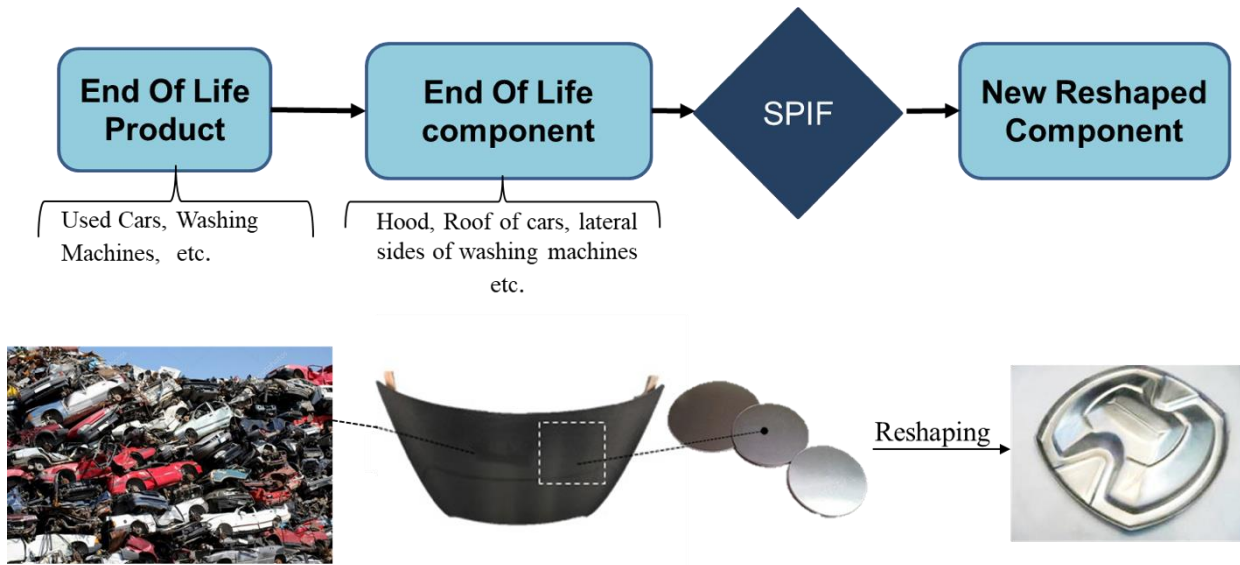 End Of Life
Product
End Of Life
component
SPIF
New Reshaped
Component
Used Cars, Washing
Machines, etc.
Hood, Roof of cars, lateral
sides of washing machines
etc.
Reshaping